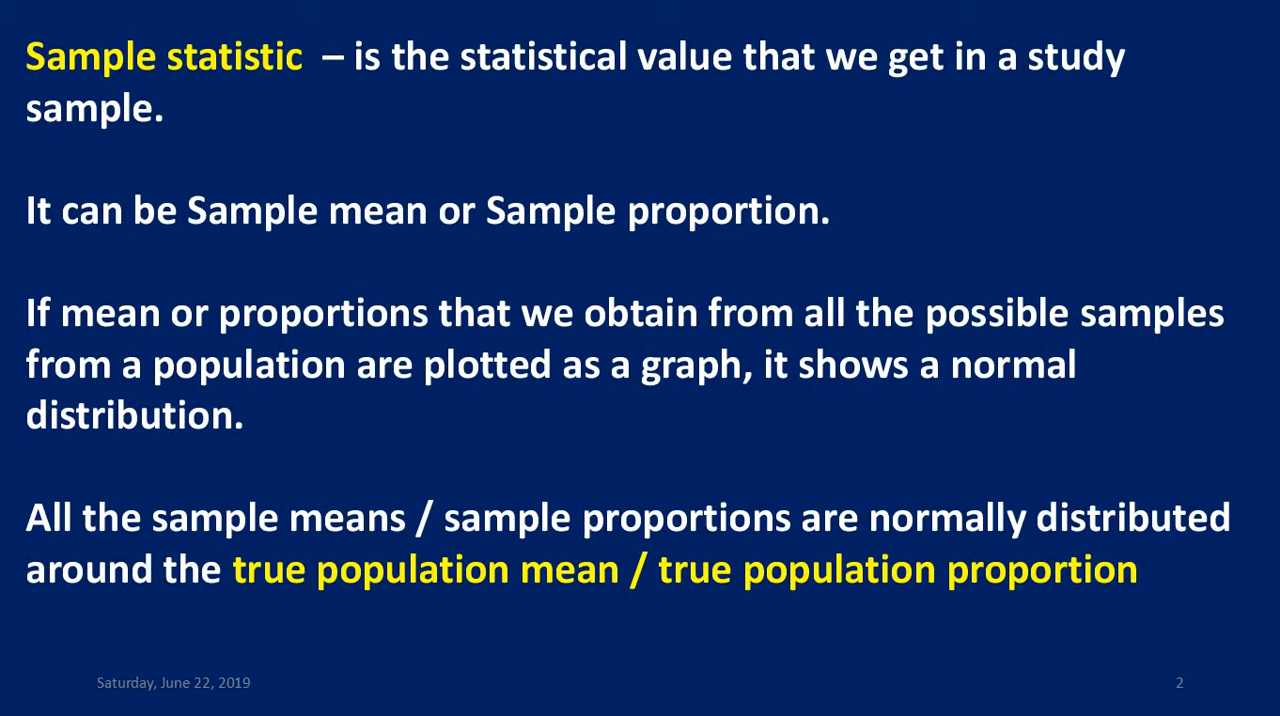 Sample statistic – is the statistical value that we get in a study
sample.
It can be Sample mean or Sample proportion.
If mean or proportions that we obtain from all the possible samples
from a population are plotted as a graph, it shows a normal
distribution.
All the sample means / sample proportions are normally distributed
around the true population mean / true population proportion
Saturday, June 22, 2019
2